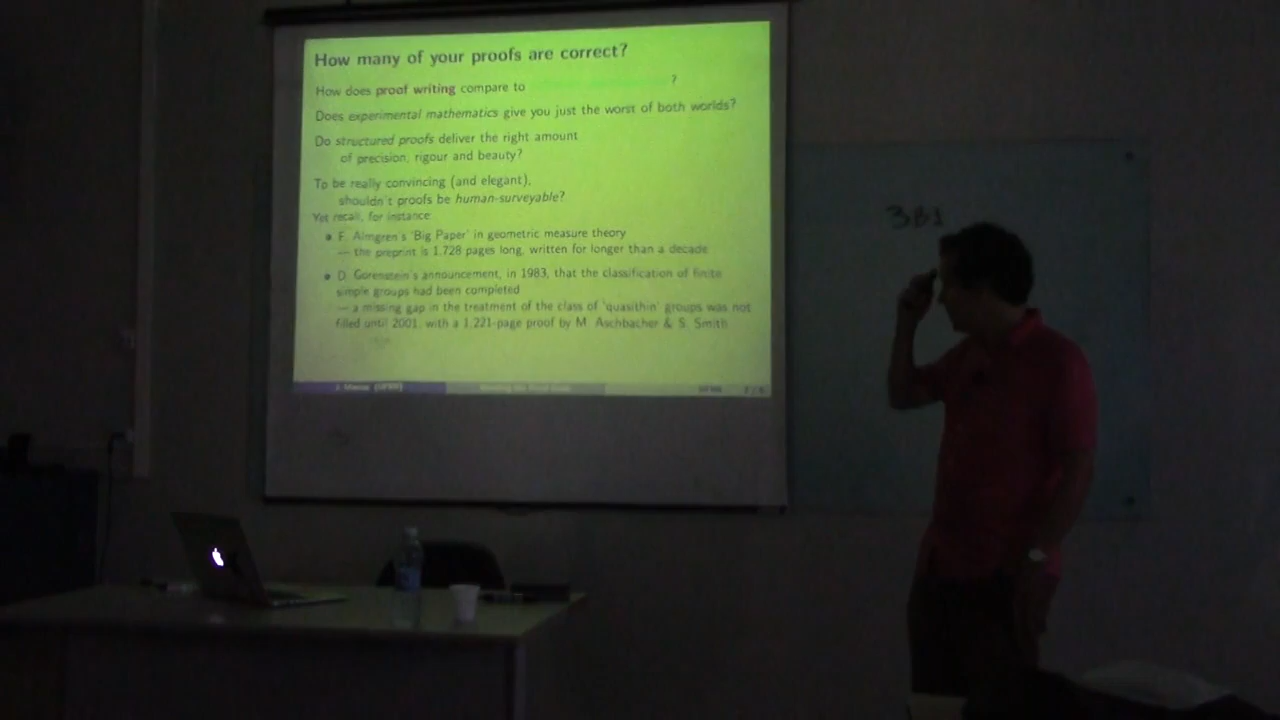 How many of your proofs are correct?
How does proof writing compare to ?
Does experimental mathematics give you just the worst of both worlds?
Do structured proofs deliver the right amount
of precision, rigour and beauty?
To be really convincing (and elegant),
shouldn't proofs be human-surveyable?
Yet recall, for instance:
• F. Almgren's 'Big Paper' in geometric measure theory
— the preprint is 1,728 pages long, written for longer than a decade
• D. Gorenstein's announcement, in 1983, that the classification of finite
simple groups had been completed
— a missing gap in the treatment of the class of 'quasithin' groups was not
filled until 2001, with a 1,221-page proof by M. Aschbacher & S. Smith
381